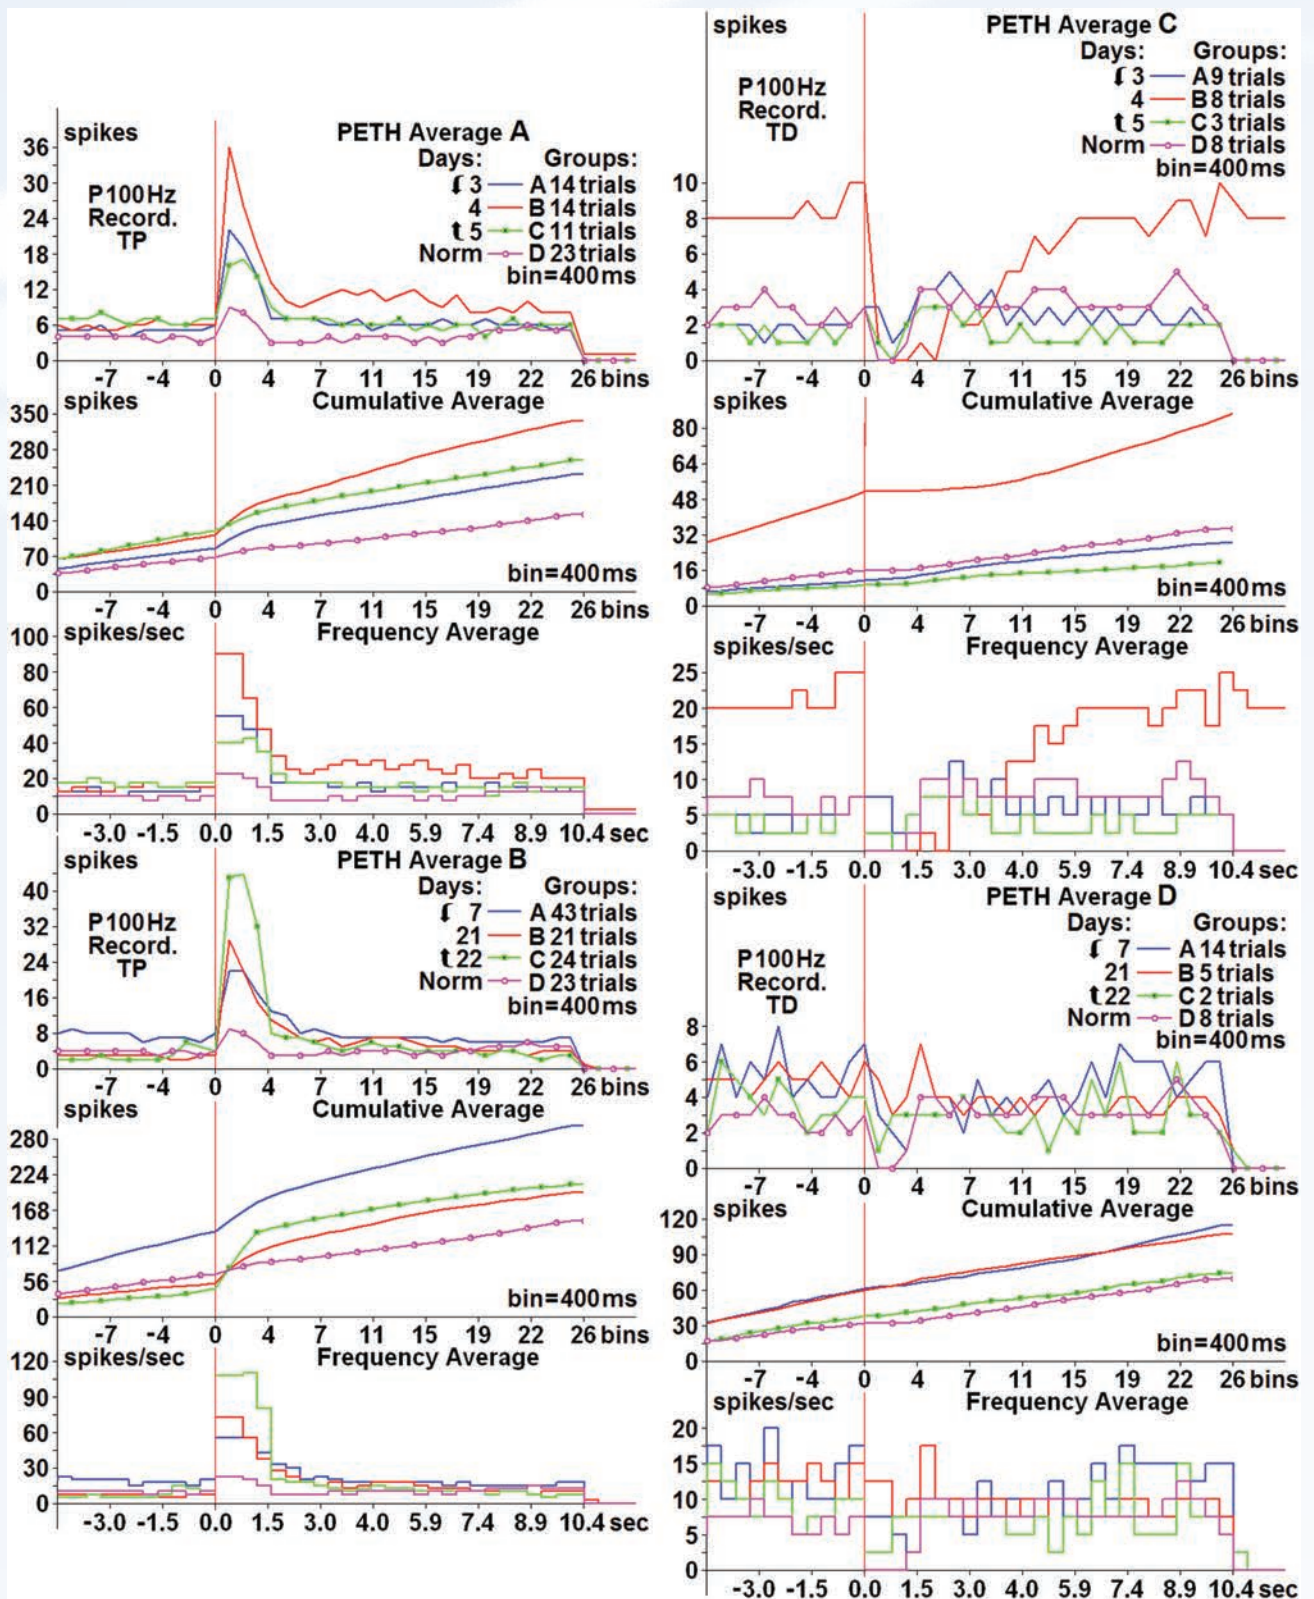 spikes PETH Average A
Days: Groups:
3 A 14 trials
4 B 14 trials
5 C 11 trials
Norm D 23 trials
bin=400 ms
P100Hz
Record.
TP
36
30
24
18
12
6
0
-7 -4 0 4 7 11 15 19 22 26 bins
spikes Cumulative Average
350
280
210
140
70
0
bin=400 ms
-7 -4 0 4 7 11 15 19 22 26 bins
spikes/sec Frequency Average
100
80
60
40
20
0
-3.0 -1.5 0.0 1.5 3.0 4.0 5.9 7.4 8.9 10.4 sec
spikes PETH Average B
Days: Groups:
7 A 43 trials
21 B 21 trials
22 C 24 trials
Norm D 23 trials
bin=400 ms
P100Hz
Record.
TP
40
32
24
16
8
0
-7 -4 0 4 7 11 15 19 22 26 bins
spikes Cumulative Average
280
224
168
112
56
0
bin=400 ms
-7 -4 0 4 7 11 15 19 22 26 bins
spikes/sec Frequency Average
120
90
60
30
0
-3.0 -1.5 0.0 1.5 3.0 4.0 5.9 7.4 8.9 10.4 sec
spikes PETH Average C
Days: Groups:
3 A 9 trials
4 B 8 trials
5 C 3 trials
Norm D 8 trials
bin=400 ms
P100Hz
Record.
TD
10
8
6
4
2
0
-7 -4 0 4 7 11 15 19 22 26 bins
spikes Cumulative Average
80
64
48
32
16
0
bin=400 ms
-7 -4 0 4 7 11 15 19 22 26 bins
spikes/sec Frequency Average
25
20
15
10
5
0
-3.0 -1.5 0.0 1.5 3.0 4.0 5.9 7.4 8.9 10.4 sec
spikes PETH Average D
Days: Groups:
7 A 14 trials
21 B 5 trials
22 C 2 trials
Norm D 8 trials
bin=400 ms
P100Hz
Record.
TD
8
6
4
2
0
-7 -4 0 4 7 11 15 19 22 26 bins
spikes Cumulative Average
120
90
60
30
0
bin=400 ms
-7 -4 0 4 7 11 15 19 22 26 bins
spikes/sec Frequency Average
20
15
10
5
0
-3.0 -1.5 0.0 1.5 3.0 4.0 5.9 7.4 8.9 10.4 sec